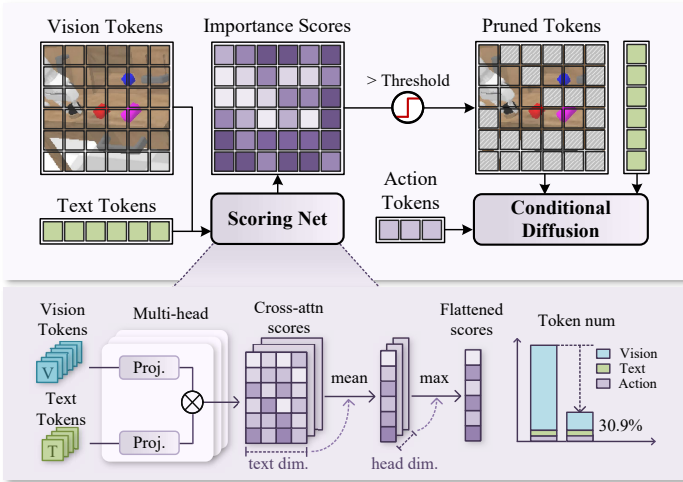 Vision Tokens
Importance Scores
Pruned Tokens
> Threshold
Text Tokens
Scoring Net
Action
Tokens
Conditional
Diffusion
Vision
Tokens
Multi-head
Cross-attn
scores
Flattened
scores
Token num
V
Proj.
mean
max
Vision
Text
Action
Text
Tokens
T
Proj.
30.9%
text dim.
head dim.